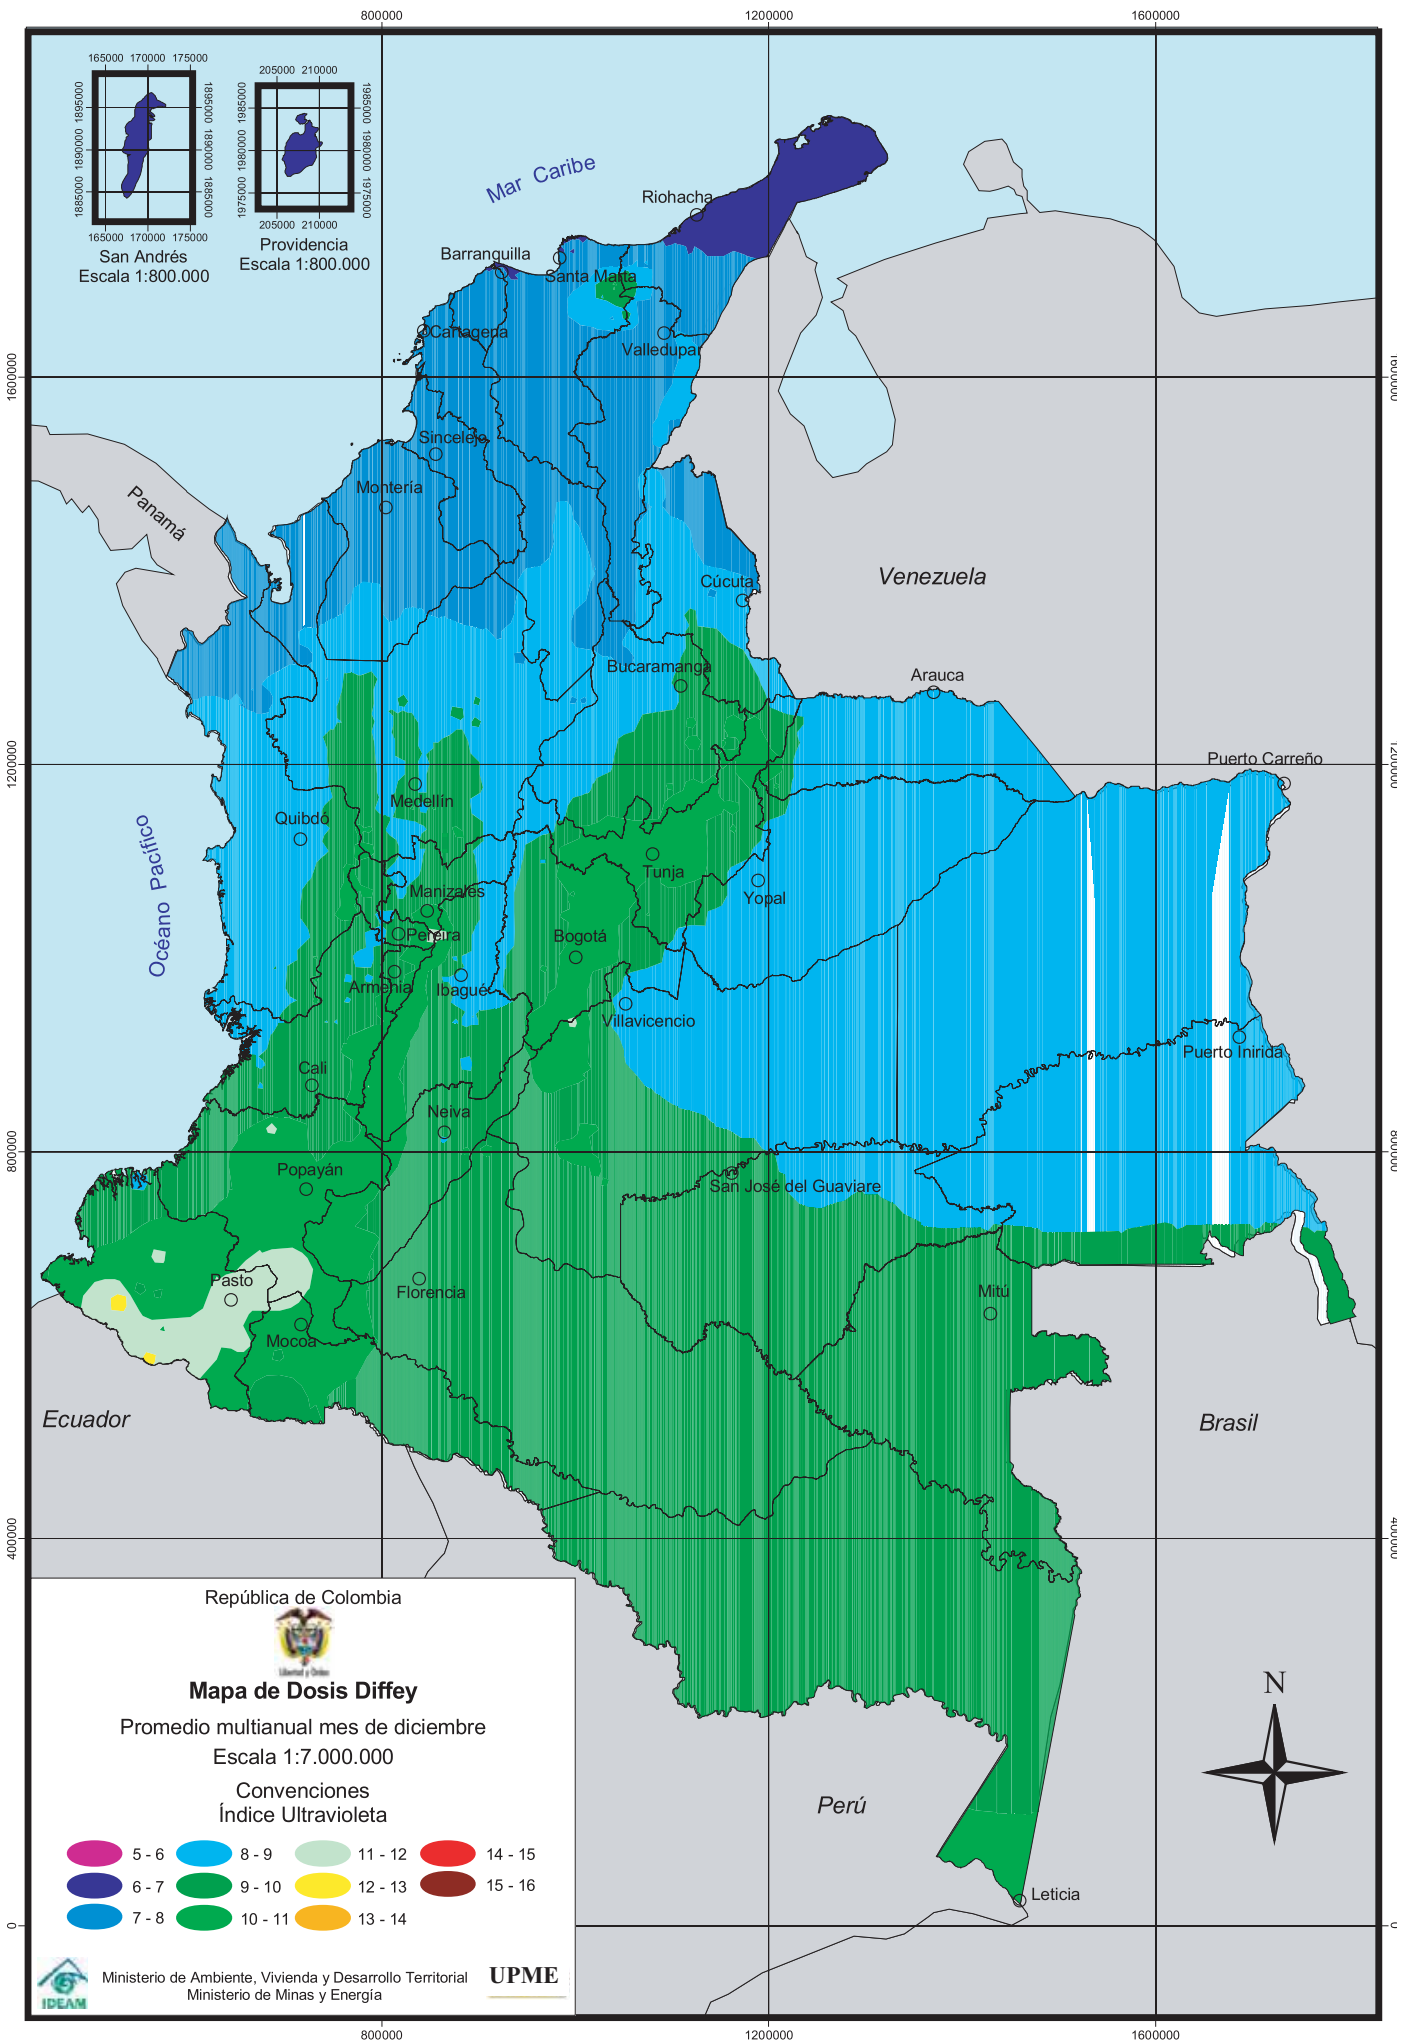 800000
1200000
1600000
165000 170000 175000
1895000
1890000
1885000
1895000
1890000
1885000
165000 170000 175000
San Andrés
Escala 1:800.000
205000 210000
1985000
1980000
1975000
1985000
1980000
1975000
205000 210000
Providencia
Escala 1:800.000
Mar Caribe
Riohacha
Barranquilla
Santa Marta
Cartagena
Valledupar
1600000
Sincelejo
Montería
Panamá
Venezuela
Cúcuta
Bucaramanga
Arauca
1200000
Puerto Carreño
Medellín
Quibdó
Océano Pacífico
Tunja
Manizales
Yopal
Pereira
Bogotá
Armenia
Ibagué
Villavicencio
Puerto Inirida
Cali
Neiva
800000
Popayán
San José del Guaviare
Pasto
Florencia
Mitú
Mocoa
Ecuador
Brasil
400000
República de Colombia
Libertad y Orden
Mapa de Dosis Diffey
Promedio multianual mes de diciembre
Escala 1:7.000.000
Convenciones
Índice Ultravioleta
5 - 6
8 - 9
11 - 12
14 - 15
6 - 7
9 - 10
12 - 13
15 - 16
7 - 8
10 - 11
13 - 14
N
Perú
Leticia
0
IDEAM
Ministerio de Ambiente, Vivienda y Desarrollo Territorial
Ministerio de Minas y Energía
UPME
800000
1200000
1600000